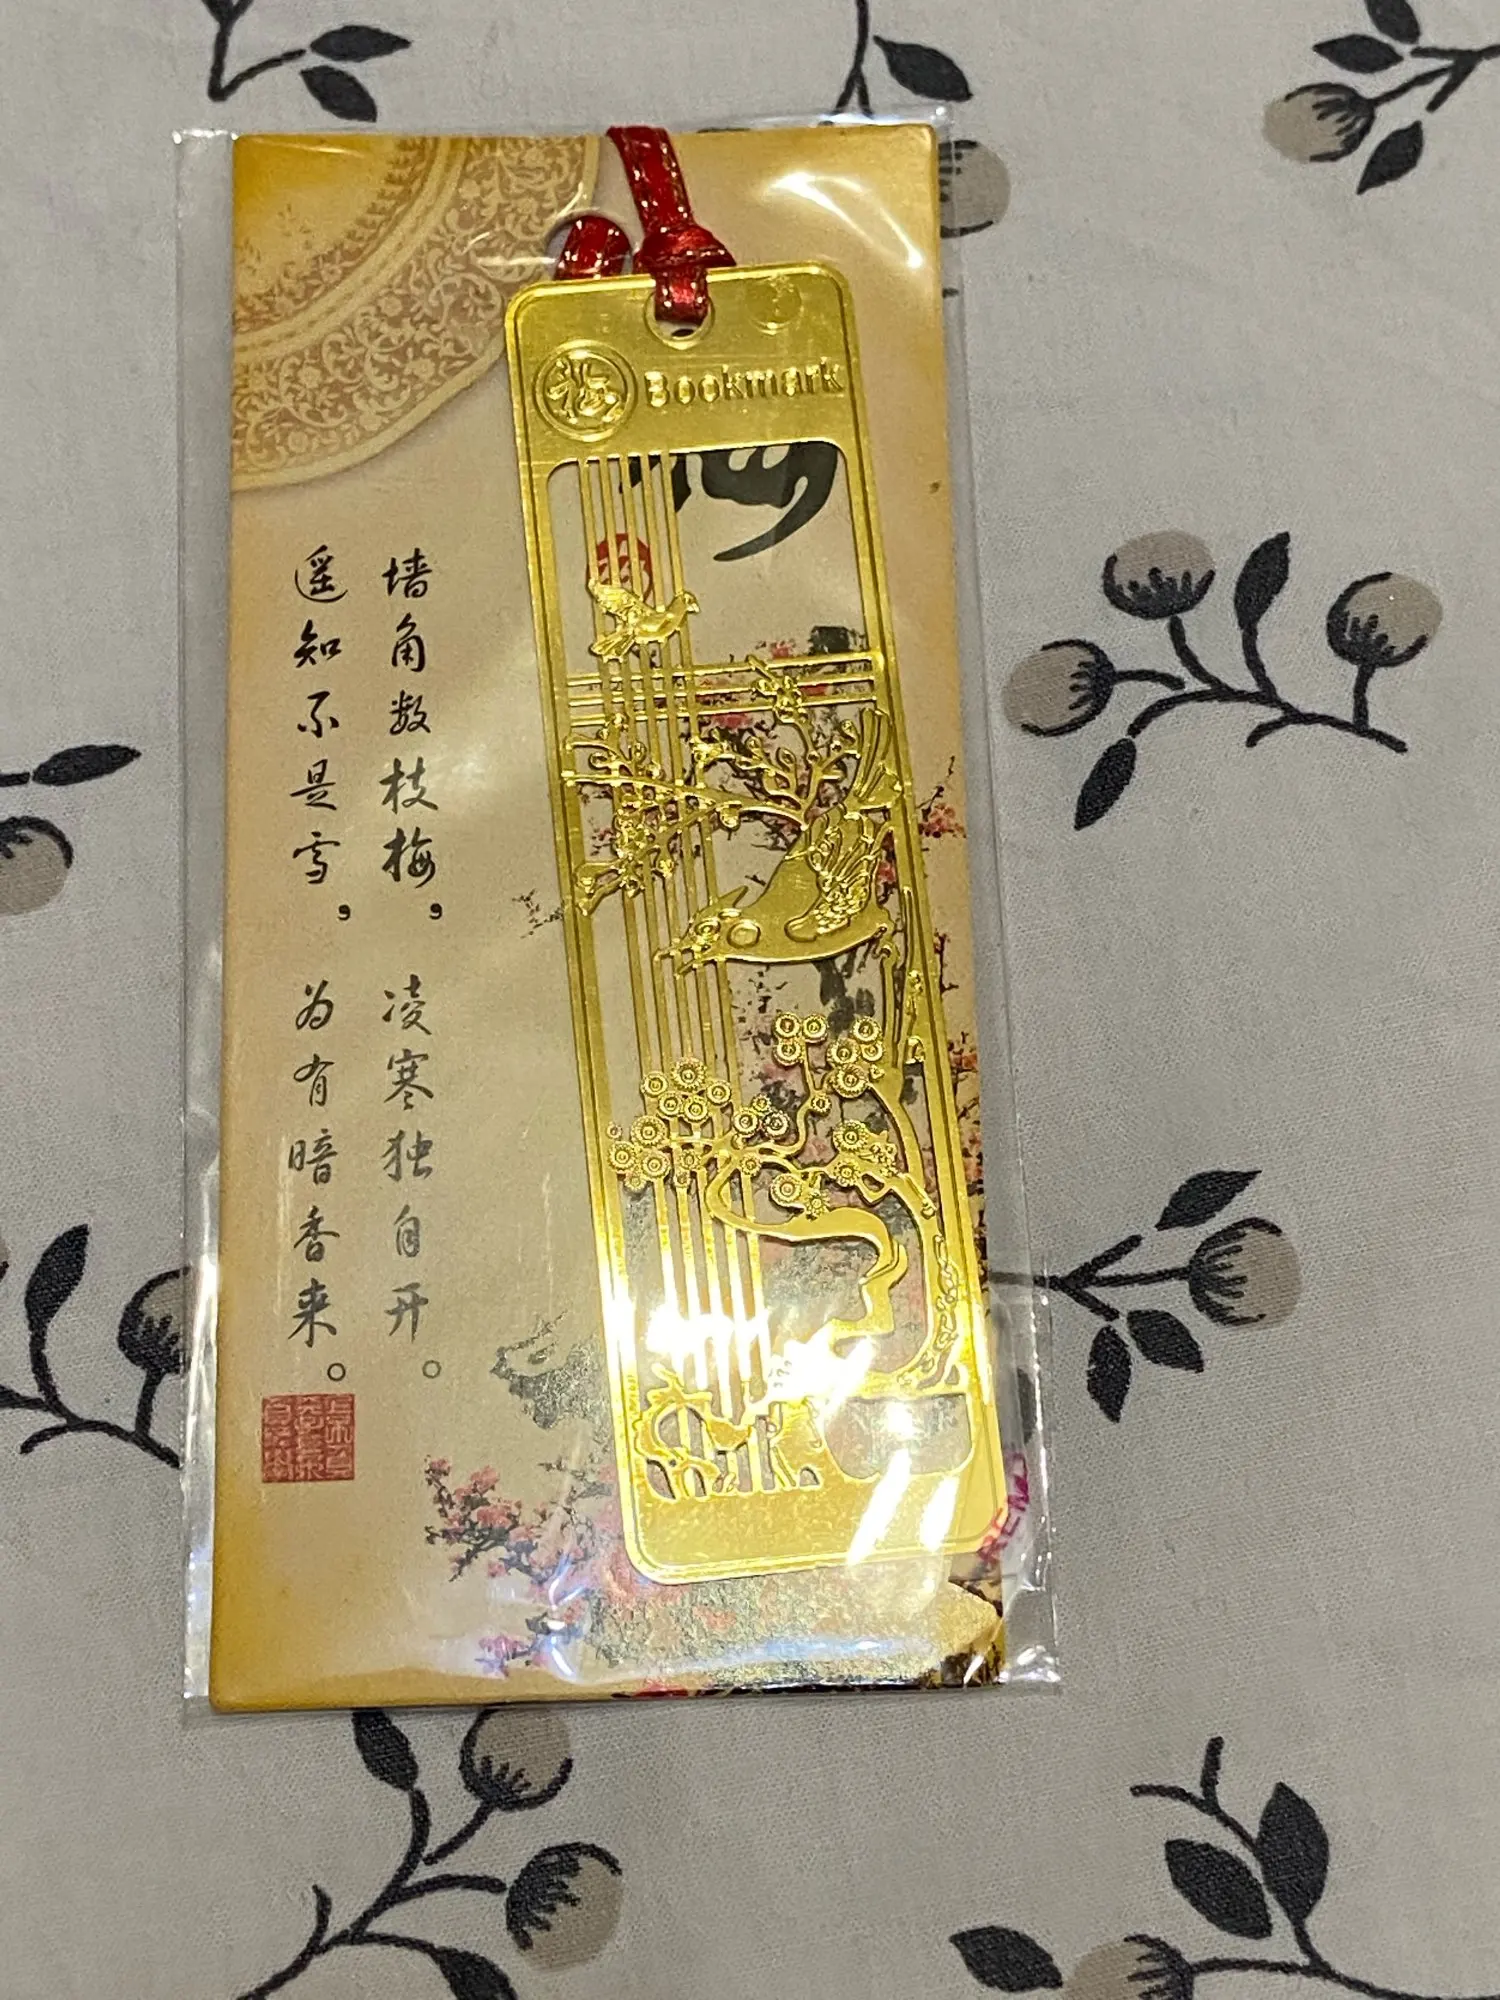 梅 Bookmark
墙角数枝梅，凌寒独自开。
遥知不是雪，为有暗香来。